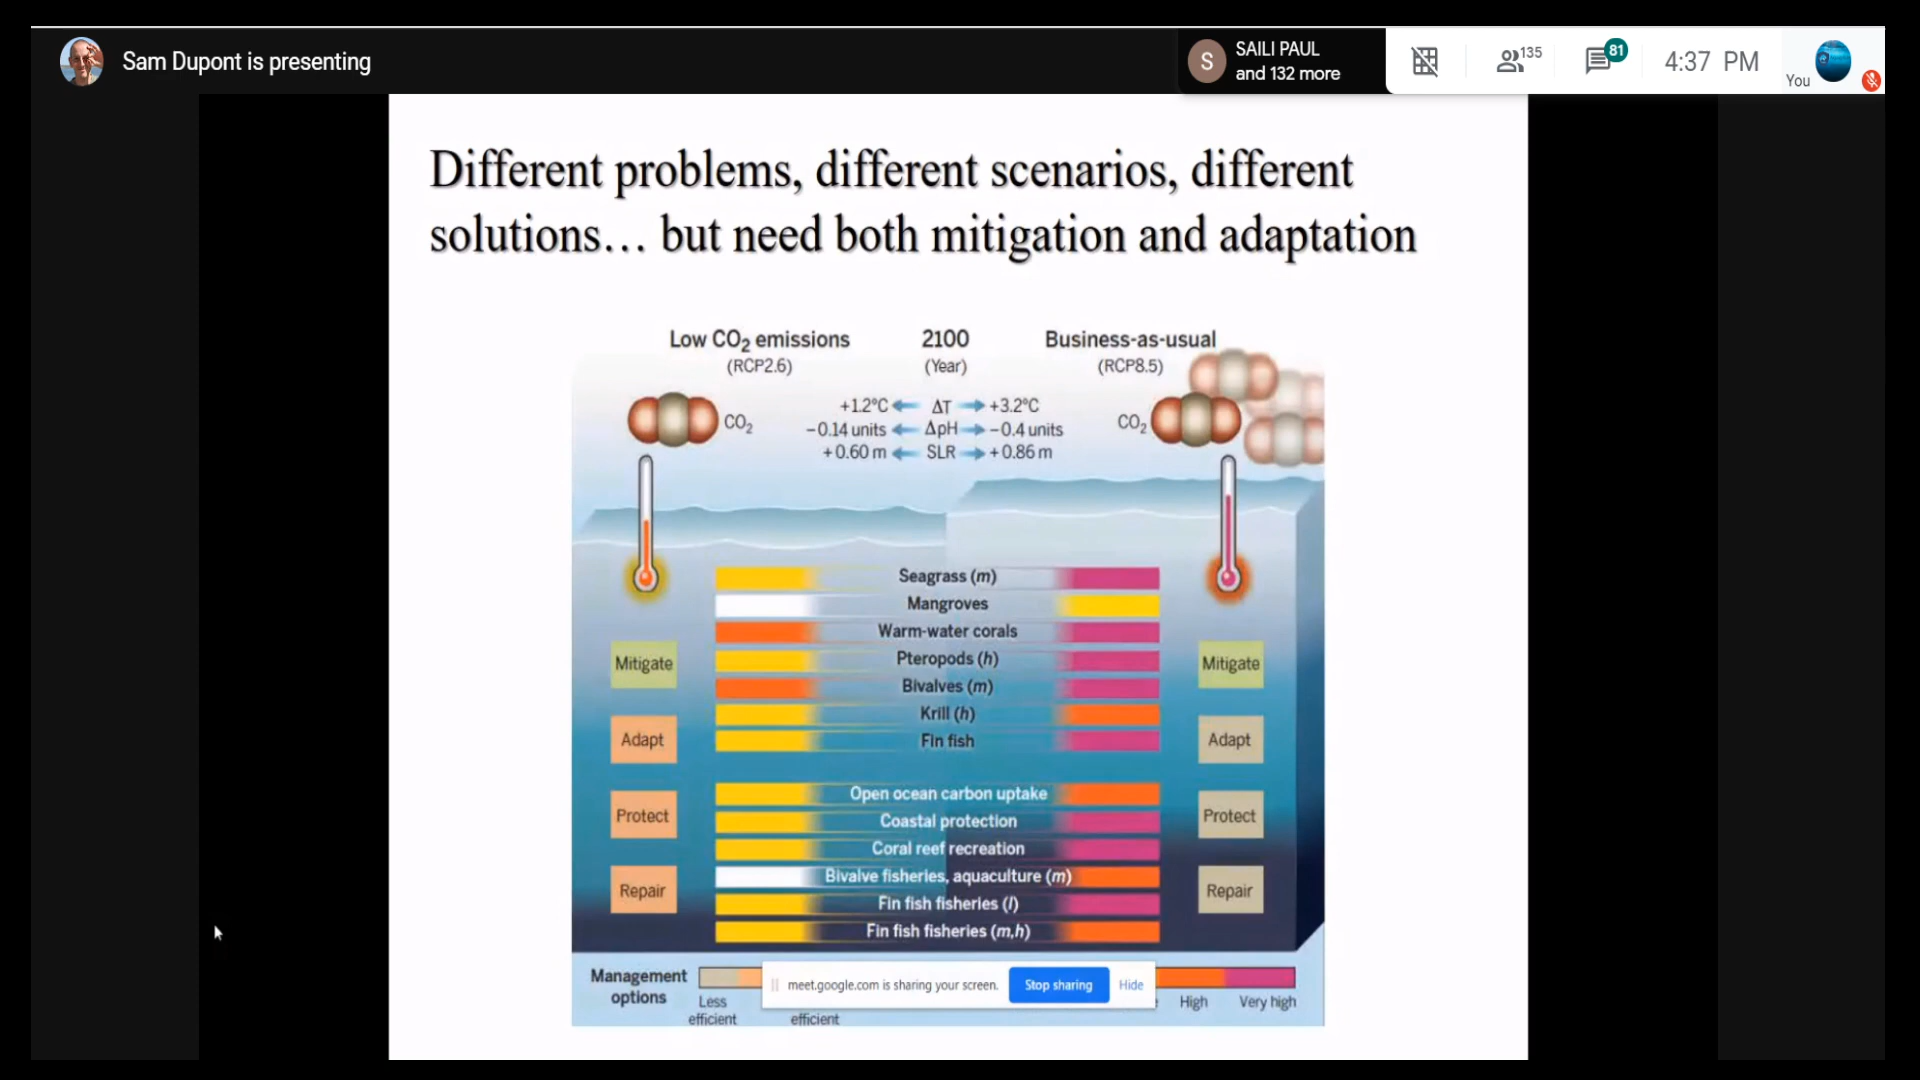 Sam Dupont is presenting
S
SAILI PAUL
and 132 more
135
81
4:37 PM
You
Different problems, different scenarios, different
solutions… but need both mitigation and adaptation
Low CO2 emissions
(RCP2.6)
2100
(Year)
Business-as-usual
(RCP8.5)
CO2
+1.2°C ΔT +3.2°C
−0.14 units ΔpH −0.4 units
+0.60 m SLR +0.86 m
CO2
Seagrass (m)
Mangroves
Warm-water corals
Pteropods (h)
Bivalves (m)
Krill (h)
Fin fish
Open ocean carbon uptake
Coastal protection
Coral reef recreation
Bivalve fisheries, aquaculture (m)
Fin fish fisheries (l)
Fin fish fisheries (m,h)
Mitigate
Adapt
Protect
Repair
Mitigate
Adapt
Protect
Repair
Management
options
Less
efficient
efficient
meet.google.com is sharing your screen.
Stop sharing
Hide
High
Very high